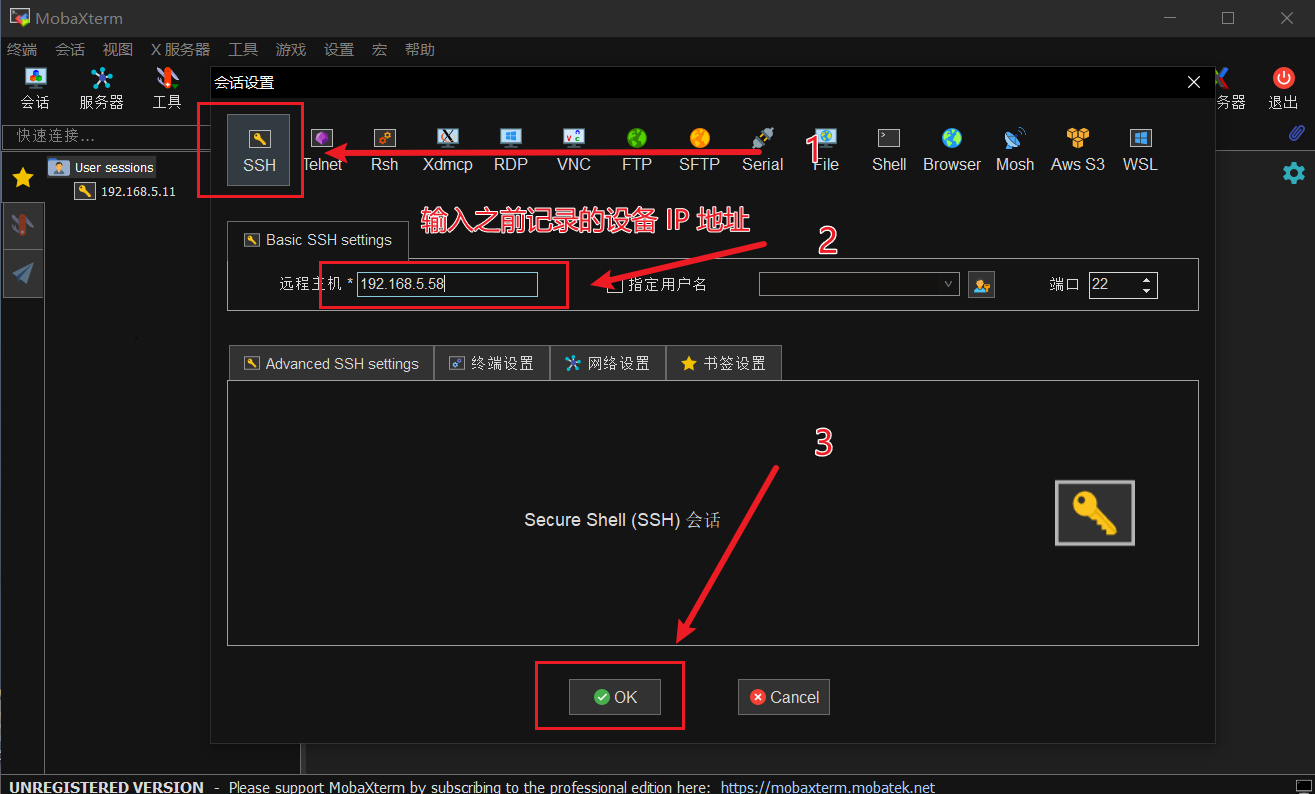 MobaXterm
终端 会话 视图 X 服务器 工具 游戏 设置 宏 帮助
会话 服务器 工具 务器 退出
会话设置
快速连接...
SSH Telnet Rsh Xdmcp RDP VNC FTP SFTP Serial File Shell Browser Mosh Aws S3 WSL
1
User sessions
192.168.5.11
输入之前记录的设备 IP 地址
2
Basic SSH settings
远程主机 * 192.168.5.58 指定用户名 端口 22
Advanced SSH settings 终端设置 网络设置 书签设置
3
Secure Shell (SSH) 会话
OK Cancel
UNREGISTERED VERSION - Please support MobaXterm by subscribing to the professional edition here: https://mobaxterm.mobatek.net